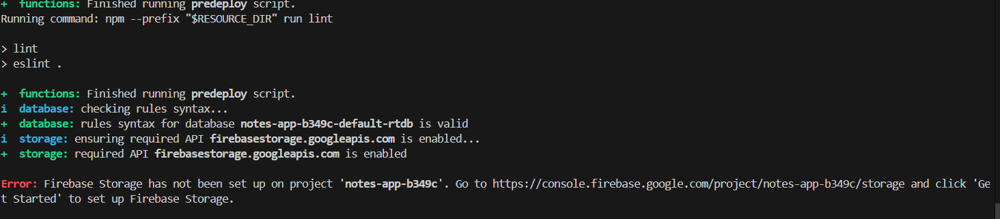 +  functions: Finished running predeploy script.
Running command: npm --prefix "$RESOURCE_DIR" run lint
> lint
> eslint .
+  functions: Finished running predeploy script.
i  database: checking rules syntax...
+  database: rules syntax for database notes-app-b349c-default-rtdb is valid
i  storage: ensuring required API firebasestorage.googleapis.com is enabled...
+  storage: required API firebasestorage.googleapis.com is enabled
Error: Firebase Storage has not been set up on project 'notes-app-b349c'. Go to https://console.firebase.google.com/project/notes-app-b349c/storage and click 'Ge
t Started' to set up Firebase Storage.